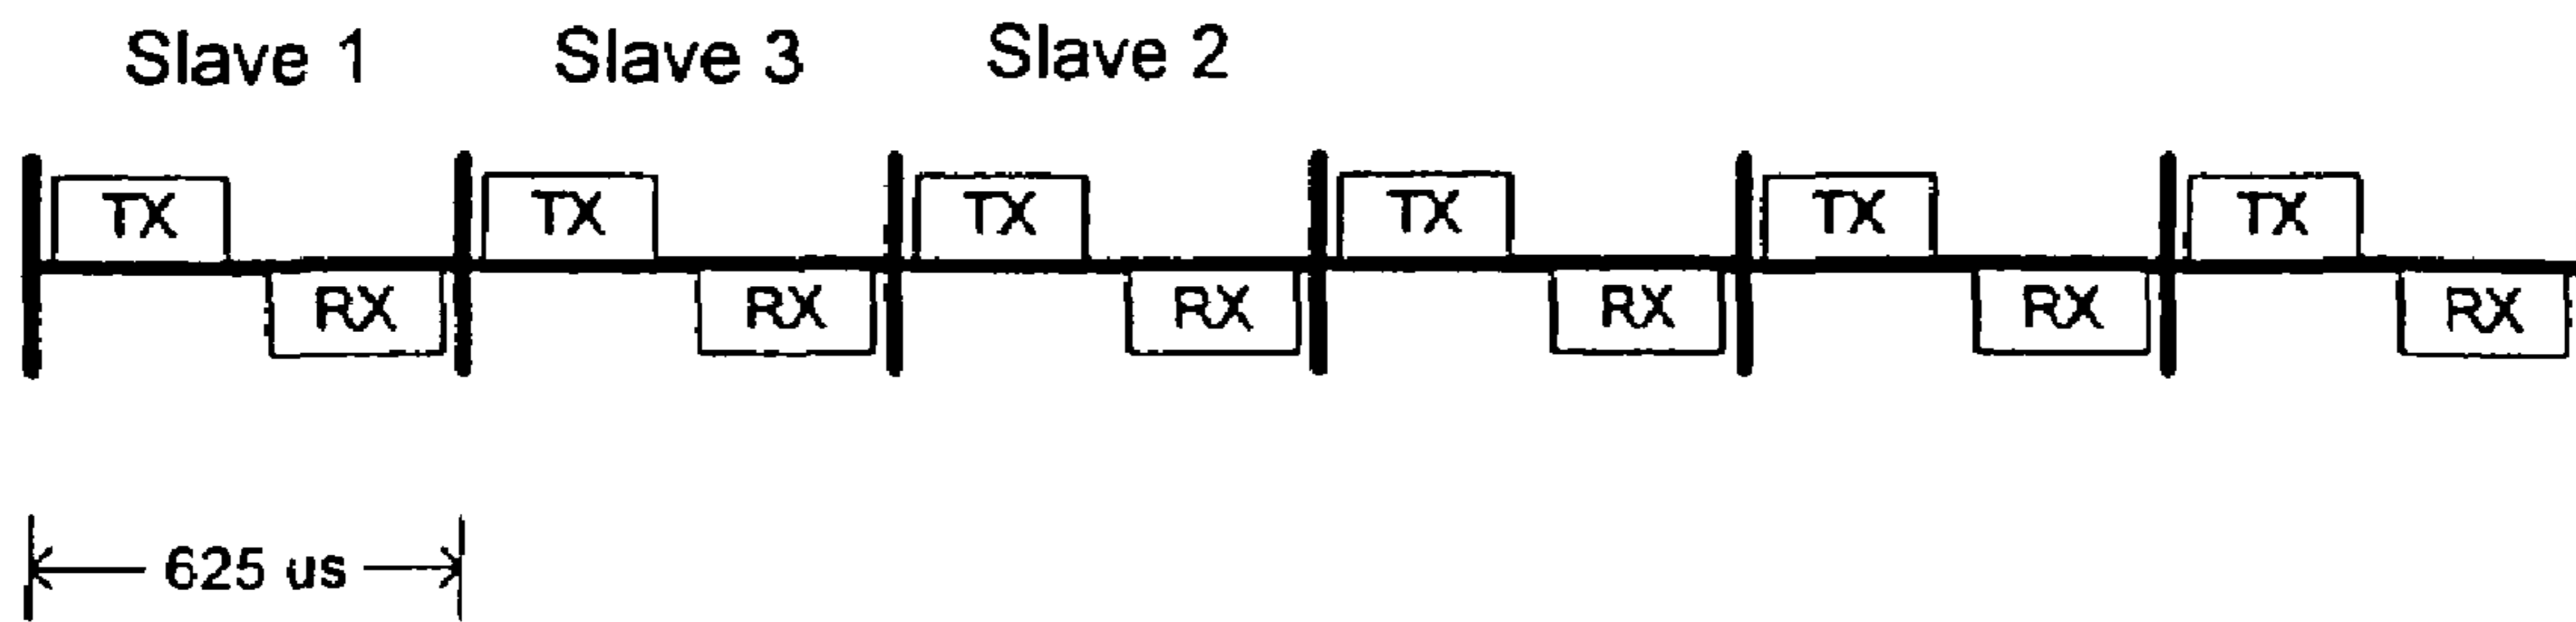 Slave 1 Slave 3 Slave 2
TX TX TX TX TX TX
RX RX RX RX RX RX
625 us